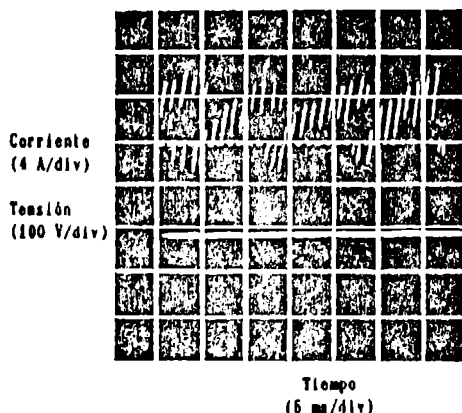 Corriente
(4 A/div)
Tensión
(100 V/div)
Tiempo
(5 ms/div)